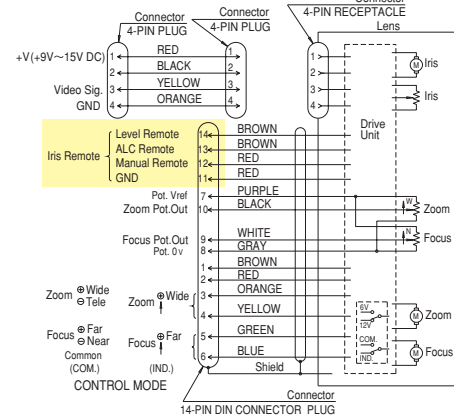 Connector
4-PIN PLUG
Connector
4-PIN PLUG
4-PIN RECEPTACLE
Lens
+V(+9V～15V DC) 1 RED 1 1
2 BLACK 2 2
Video Sig. 3 YELLOW 3 3
GND 4 ORANGE 4 4
M Iris
Iris
Drive
Unit
Iris Remote
Level Remote 14 BROWN
ALC Remote 13 BROWN
Manual Remote 12 RED
GND 11 RED
Pot. Vref 7 PURPLE
Zoom Pot.Out 10 BLACK
W Zoom
Focus Pot.Out 9 WHITE
N Focus
Pot. 0v 8 GRAY
1 BROWN
2 RED
Zoom ⊕ Wide
⊖ Tele
Zoom ⊕ Wide 3 ORANGE
4 YELLOW
6V
12V
M Zoom
Focus ⊕ Far
⊖ Near
Focus ⊕ Far 5 GREEN
6 BLUE
COM.
IND.
M Focus
Common
(COM.)
(IND.)
Shield
CONTROL MODE
Connector
14-PIN DIN CONNECTOR PLUG